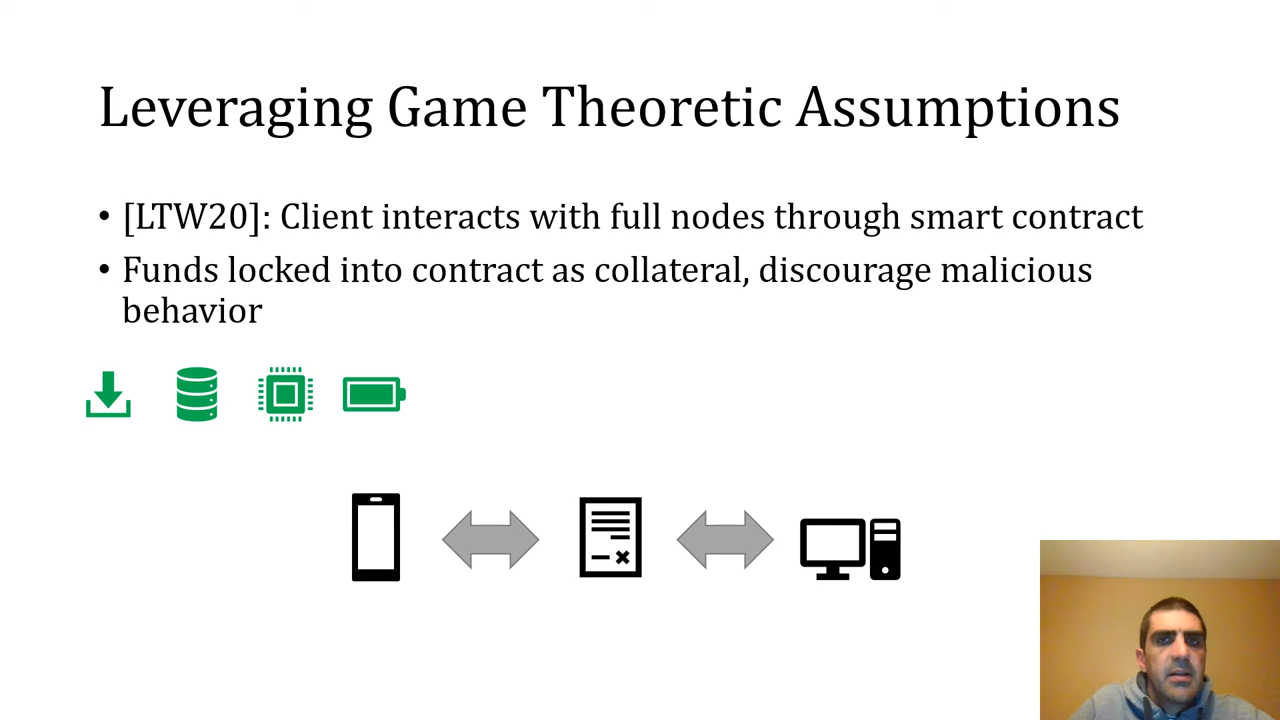 Leveraging Game Theoretic Assumptions
• [LTW20]: Client interacts with full nodes through smart contract
• Funds locked into contract as collateral, discourage malicious
behavior